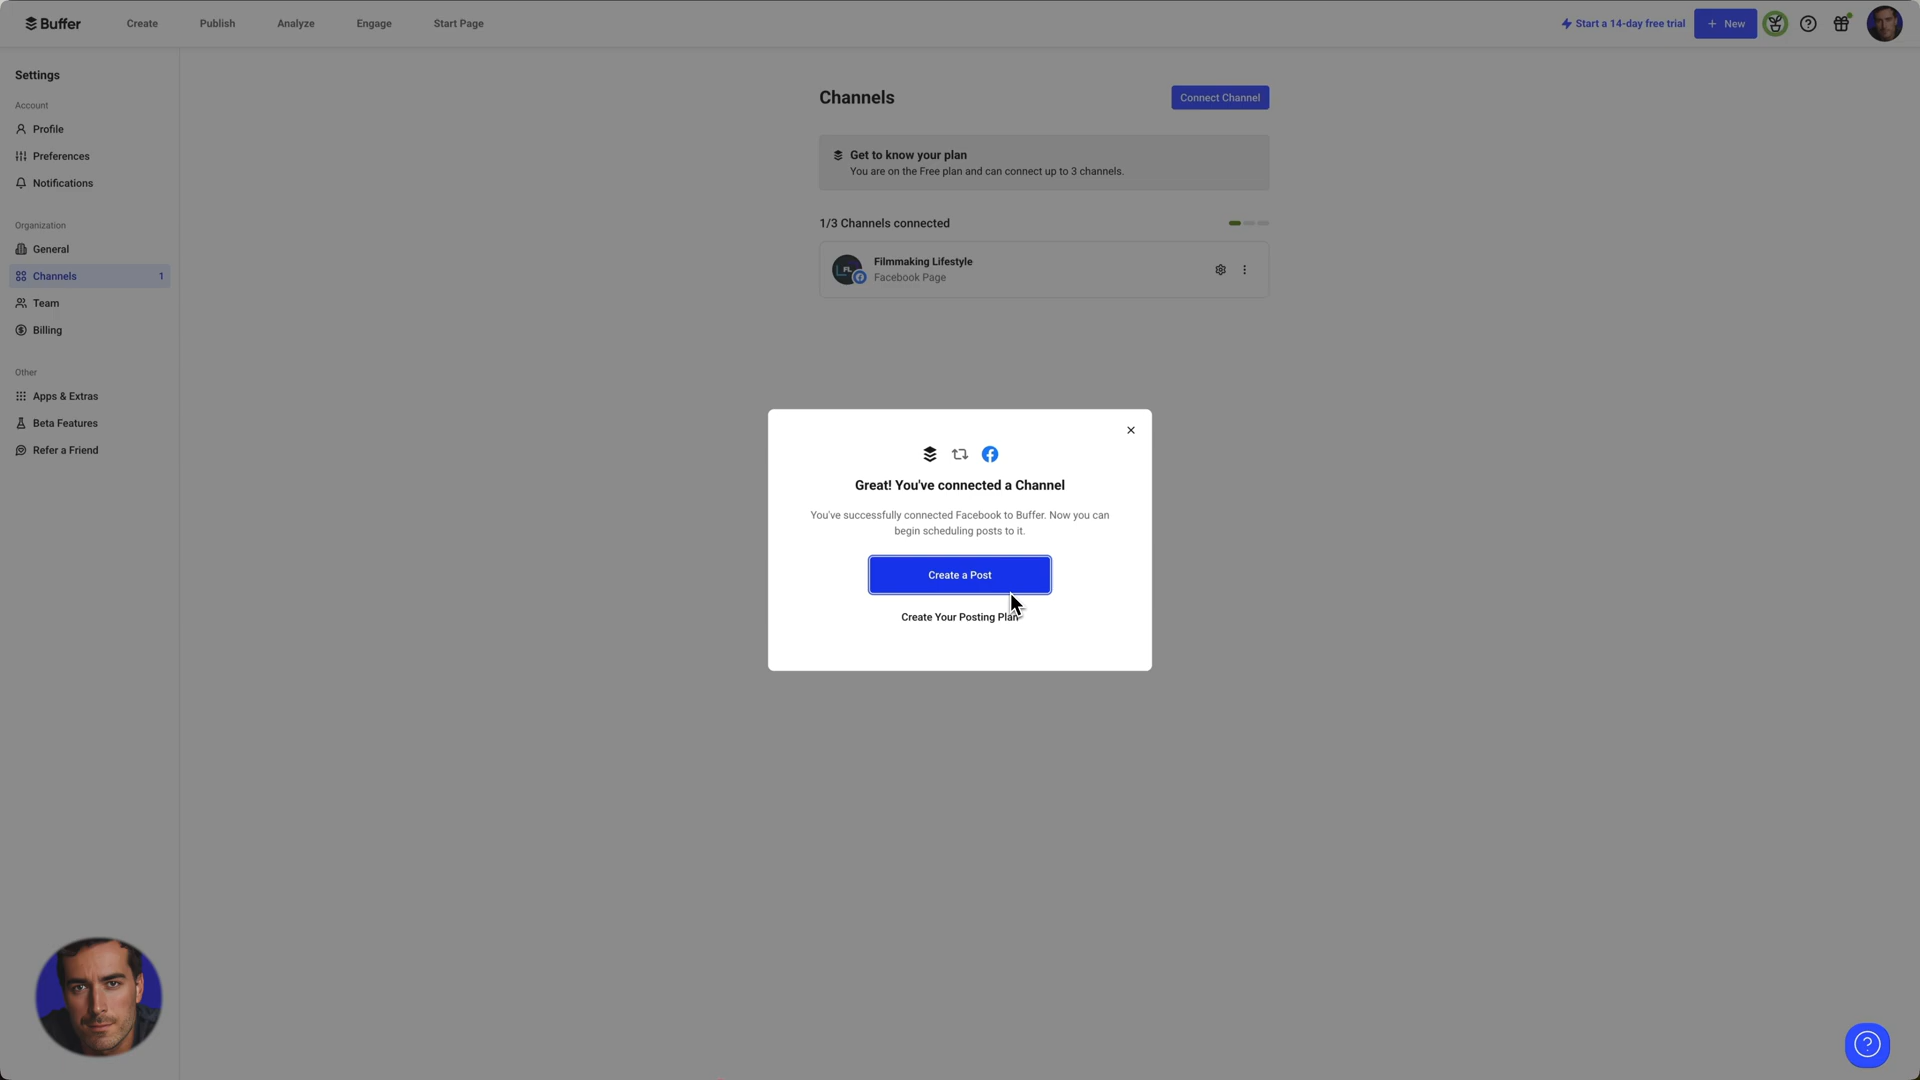 Buffer
Create
Publish
Analyze
Engage
Start Page
Start a 14-day free trial
+ New
Settings
Account
Profile
Preferences
Notifications
Organization
General
Channels 1
Team
Billing
Other
Apps & Extras
Beta Features
Refer a Friend
Channels
Connect Channel
Get to know your plan
You are on the Free plan and can connect up to 3 channels.
1/3 Channels connected
FL
Filmmaking Lifestyle
Facebook Page
Great! You've connected a Channel
You've successfully connected Facebook to Buffer. Now you can
begin scheduling posts to it.
Create a Post
Create Your Posting Plan